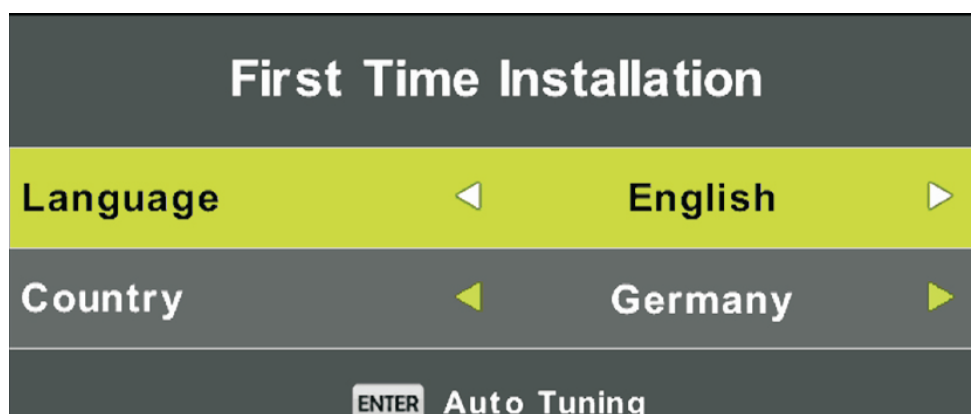 First Time Installation
Language English
Country Germany
ENTER Auto Tuning